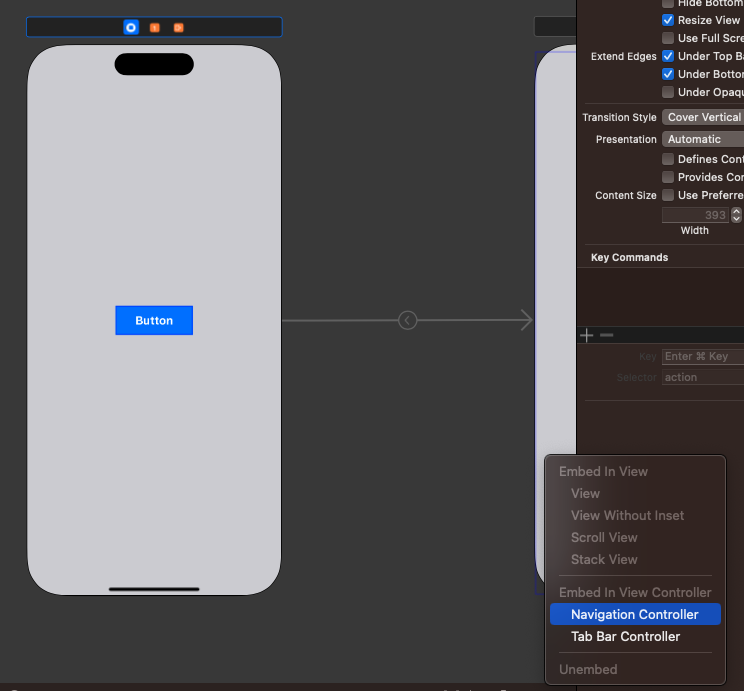 Hide Bottom
Resize View
Use Full Scre
Extend Edges
Under Top Ba
Under Bottor
Under Opaqu
Transition Style
Cover Vertical
Presentation
Automatic
Defines Cont
Provides Cor
Content Size
Use Preferre
393
Width
Key Commands
Key
Enter ⌘ Key
Selector
action
Button
Embed In View
View
View Without Inset
Scroll View
Stack View
Embed In View Controller
Navigation Controller
Tab Bar Controller
Unembed